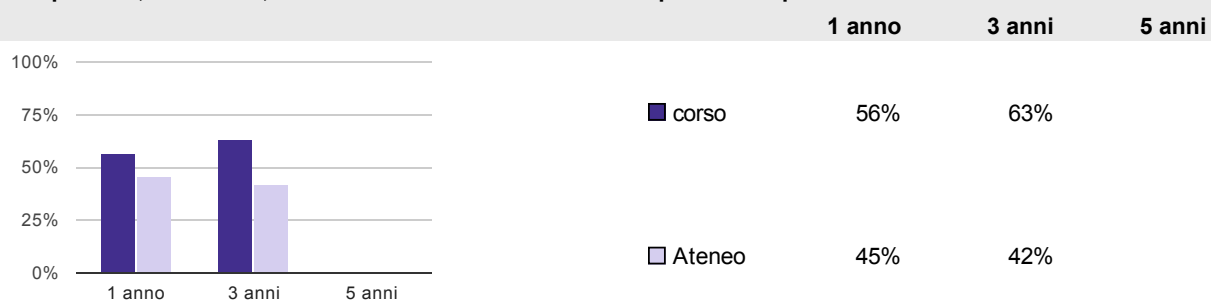 1 anno 3 anni 5 anni
100%
75%
50%
25%
0%
1 anno 3 anni 5 anni
corso 56% 63%
Ateneo 45% 42%